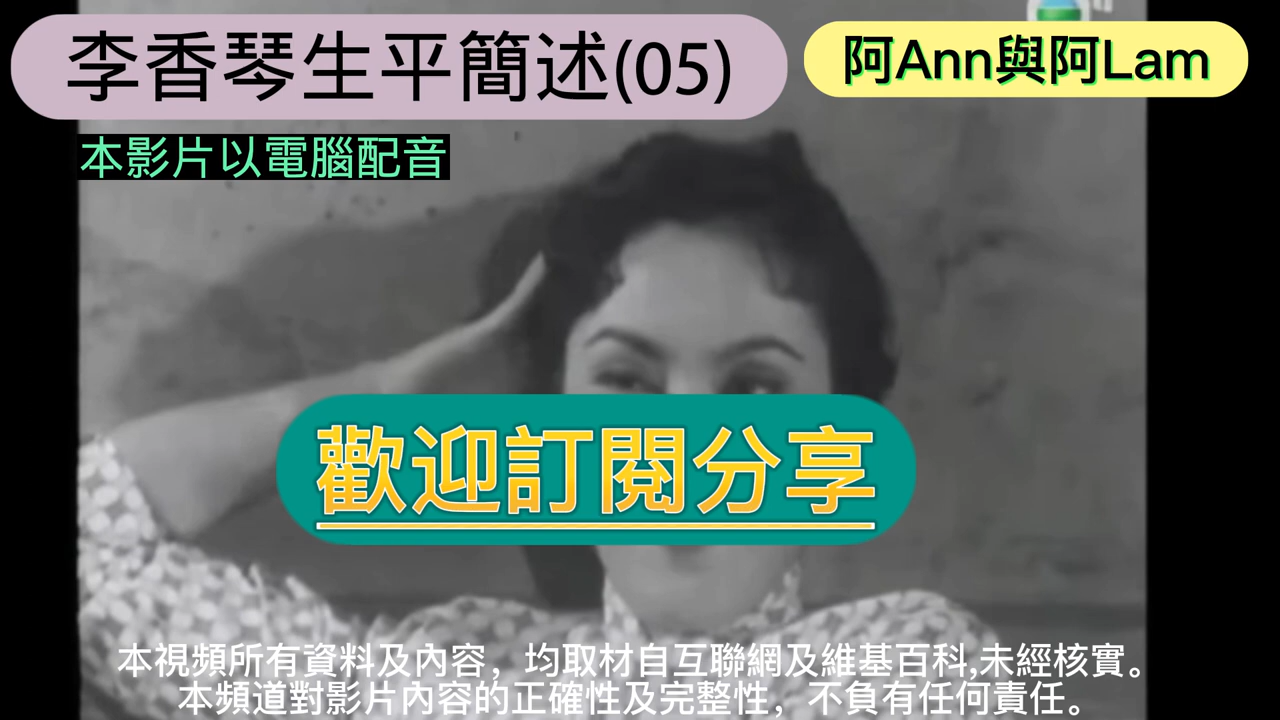 李香琴生平簡述(05)
阿Ann與阿Lam
本影片以電腦配音
歡迎訂閱分享
本視頻所有資料及內容，均取材自互聯網及維基百科,未經核實。
本頻道對影片內容的正確性及完整性，不負有任何責任。